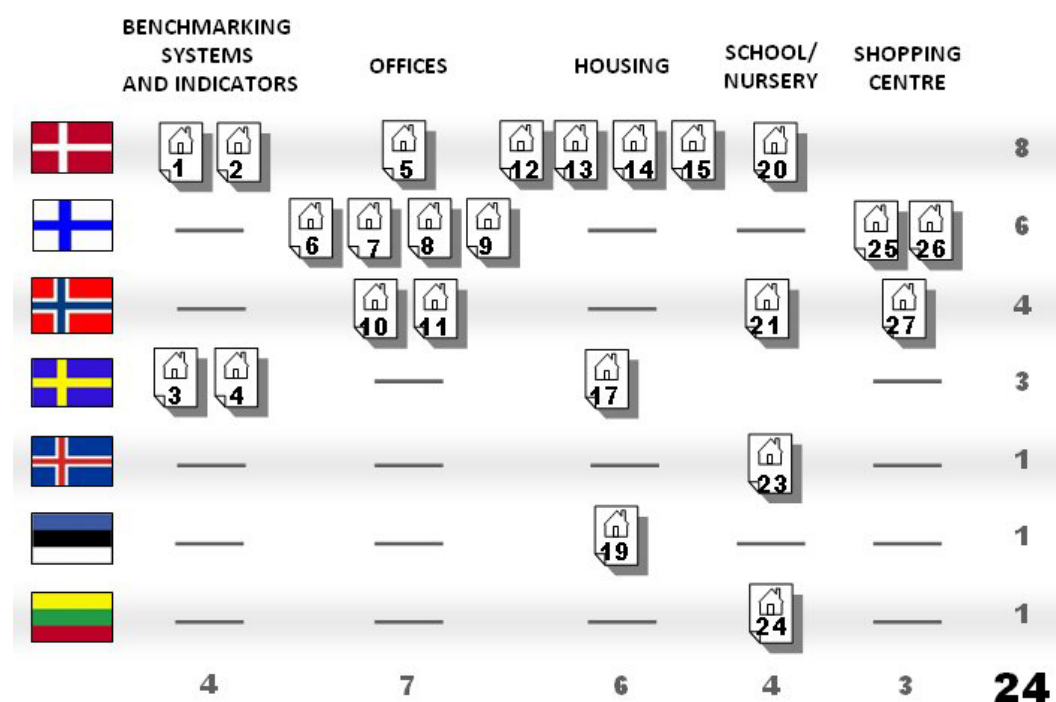 BENCHMARKING
SYSTEMS
AND INDICATORS
OFFICES
HOUSING
SCHOOL/
NURSERY
SHOPPING
CENTRE
1 2 5 12 13 14 15 20 8
6 7 8 9 25 26 6
10 11 21 27 4
3 4 17 3
23 1
19 1
24 1
4 7 6 4 3 24